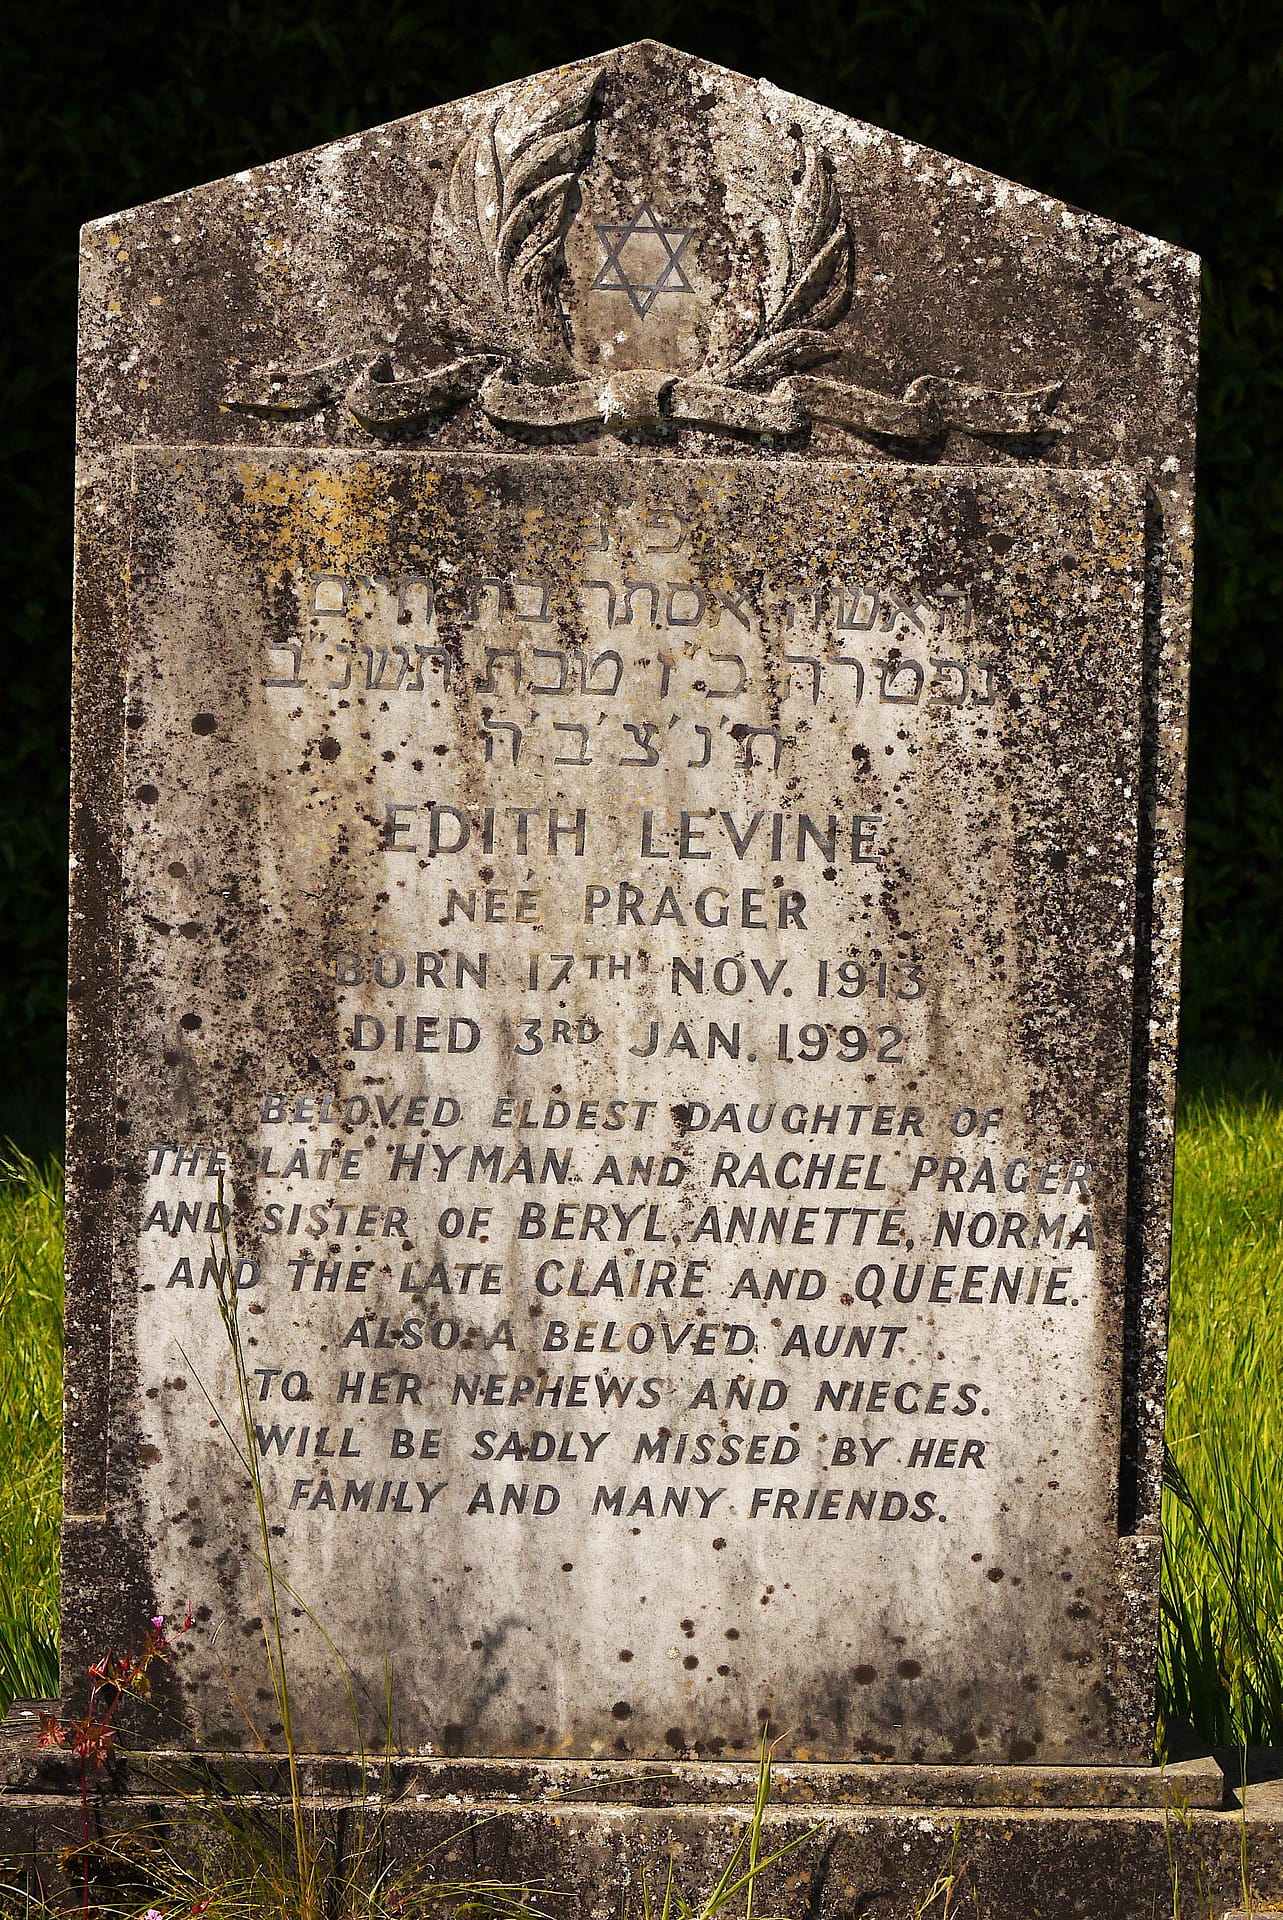 פ נ
האשה אסתר בת חיים
נפטרה כ"ז טבת תשנ"ב
ת'נ'צ'ב'ה
EDITH LEVINE
NEÉ PRAGER
BORN 17TH NOV. 1913
DIED 3RD JAN. 1992
BELOVED ELDEST DAUGHTER OF
THE LATE HYMAN AND RACHEL PRAGER
AND SISTER OF BERYL, ANNETTE, NORMA
AND THE LATE CLAIRE AND QUEENIE.
ALSO A BELOVED AUNT
TO HER NEPHEWS AND NIECES.
WILL BE SADLY MISSED BY HER
FAMILY AND MANY FRIENDS.